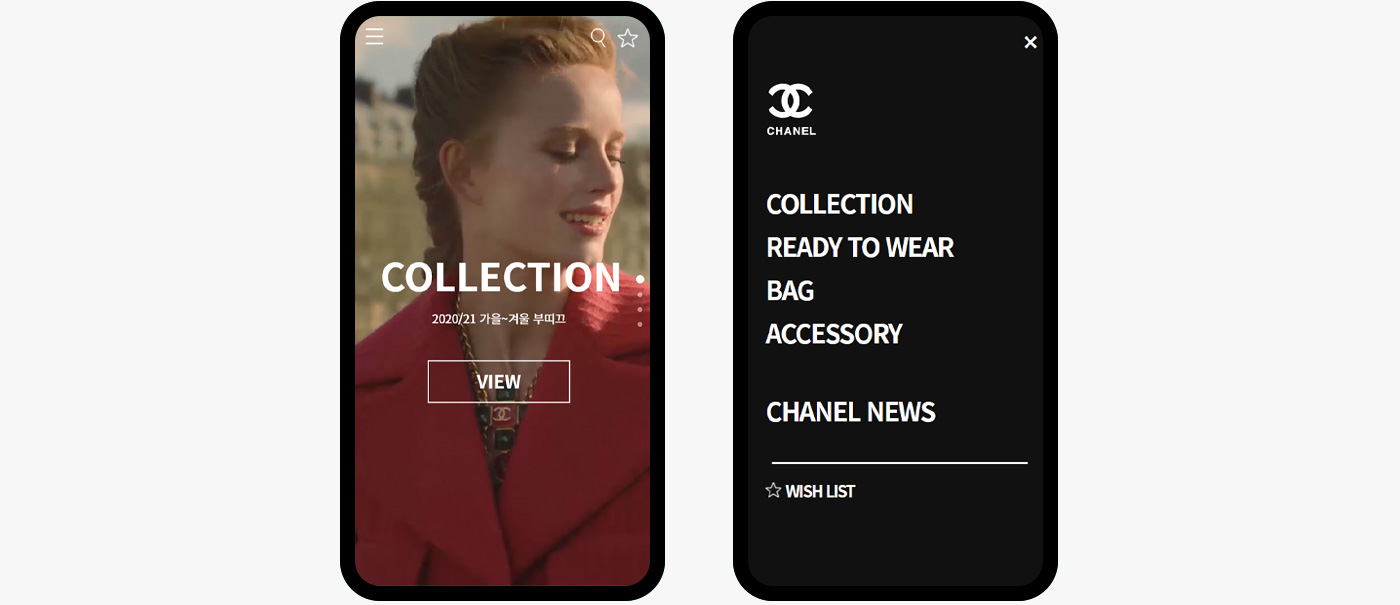 COLLECTION
2020/21 가을~겨울 부띠끄
VIEW
×
CHANEL
COLLECTION
READY TO WEAR
BAG
ACCESSORY
CHANEL NEWS
WISH LIST